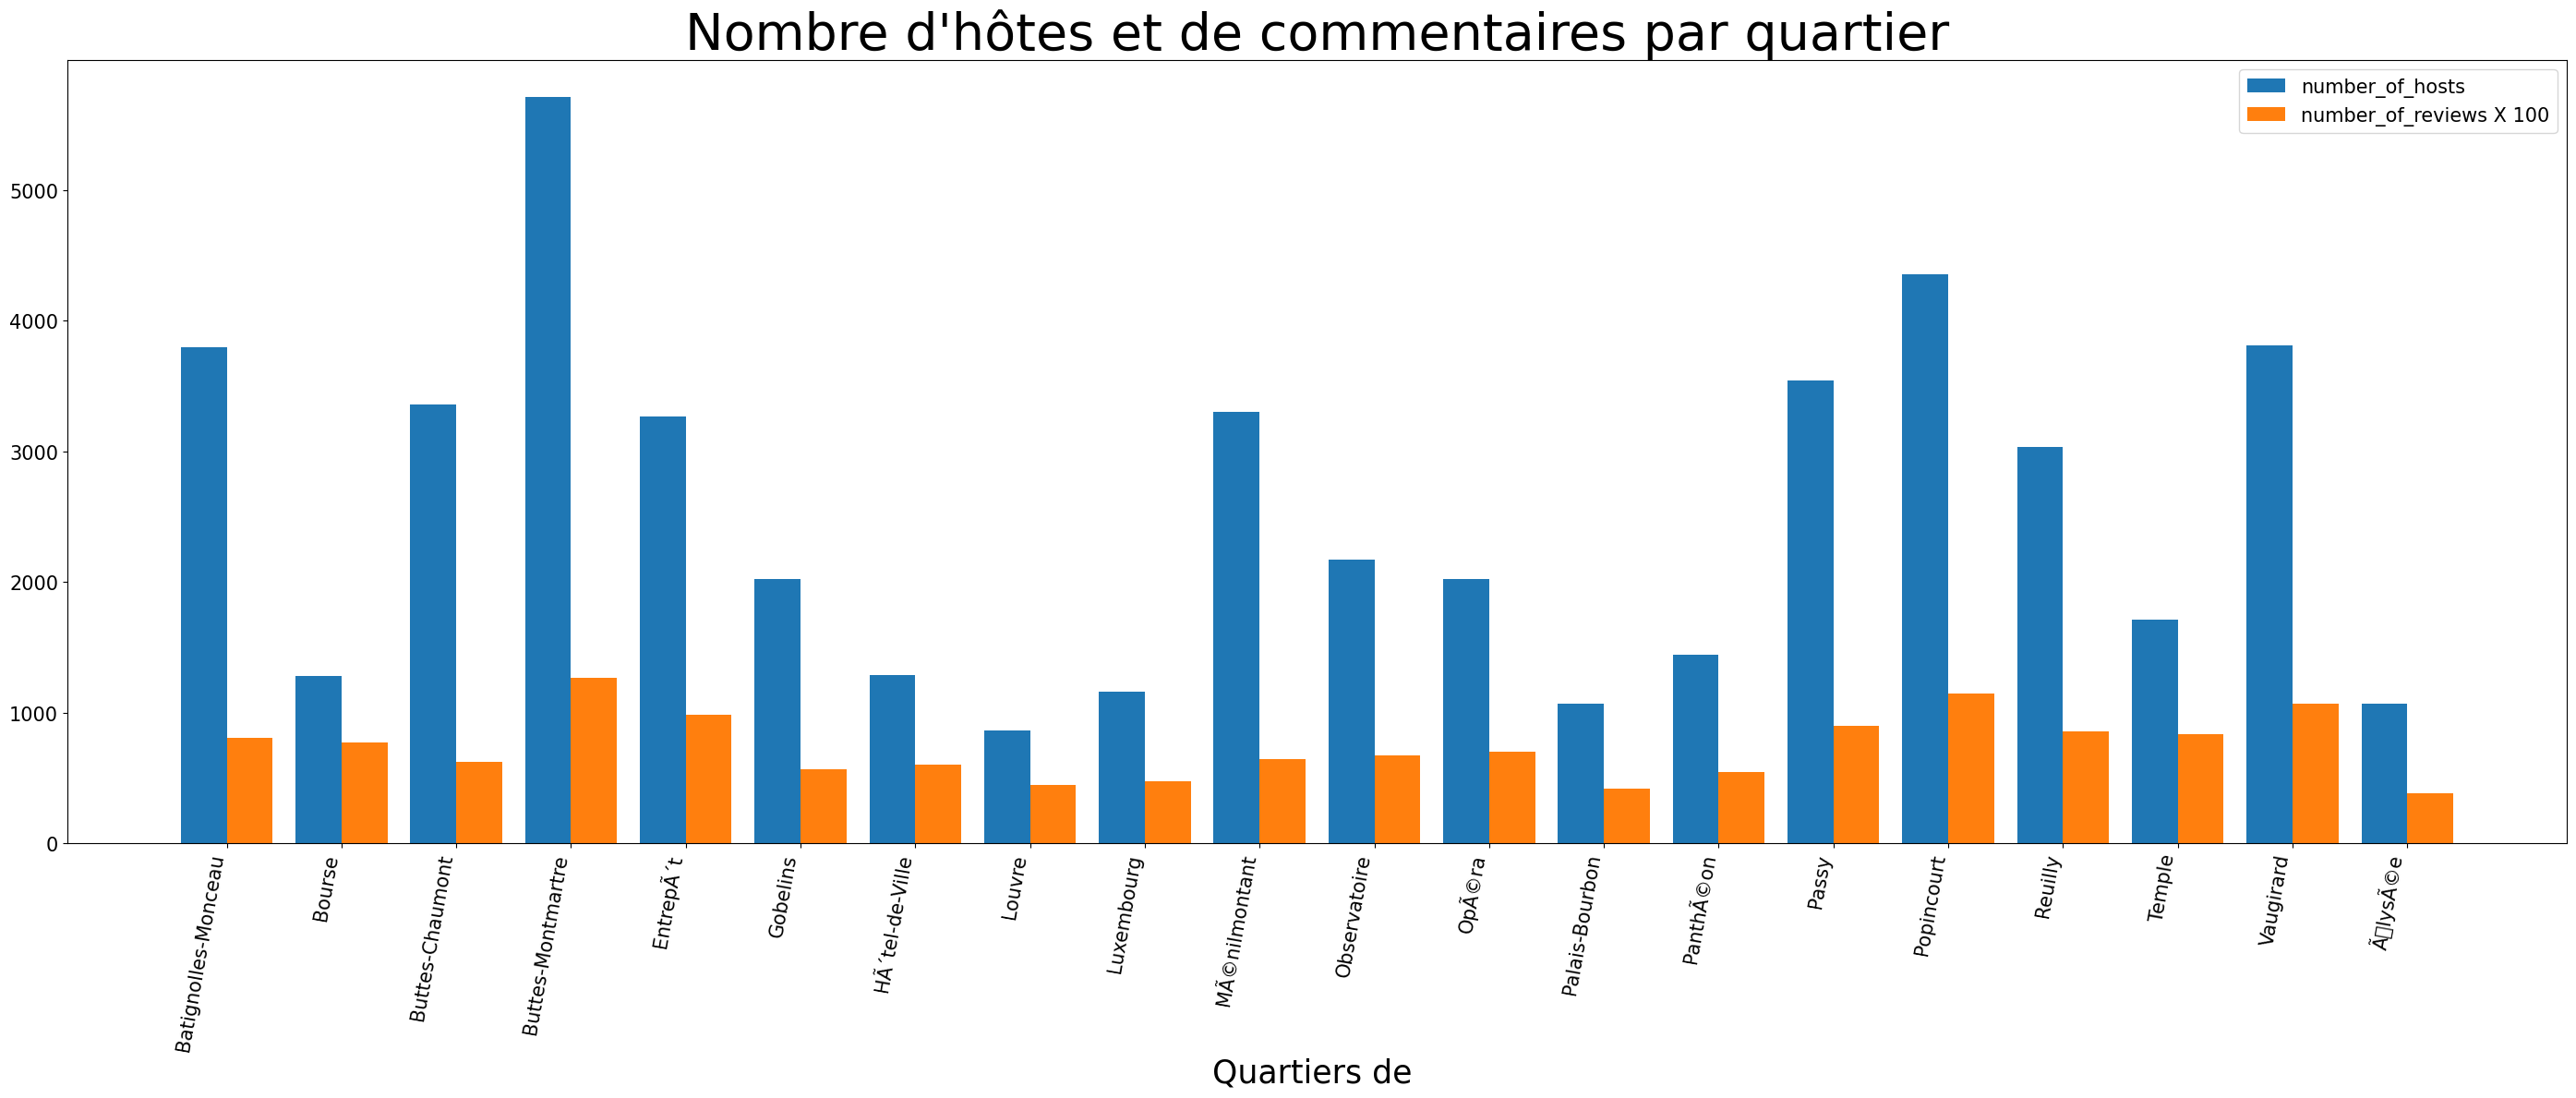 Nombre d'hôtes et de commentaires par quartier
number_of_hosts
number_of_reviews X 100
5000
4000
3000
2000
1000
0
Batignolles-Monceau
Bourse
Buttes-Chaumont
Buttes-Montmartre
EntrepÃ´t
Gobelins
HÃ´tel-de-Ville
Louvre
Luxembourg
MÃ©nilmontant
Observatoire
OpÃ©ra
Palais-Bourbon
PanthÃ©on
Passy
Popincourt
Reuilly
Temple
Vaugirard
Ã▯lysÃ©e
Quartiers de